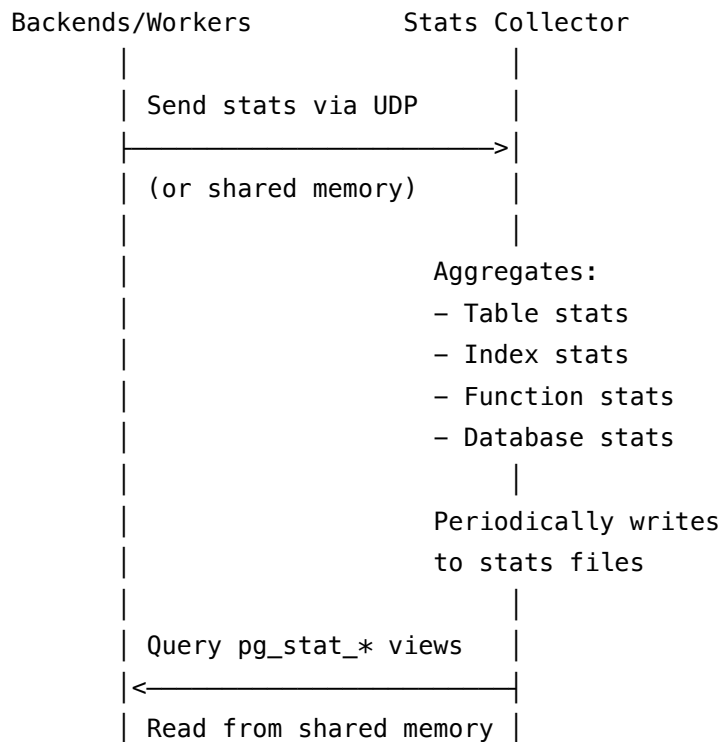 Backends/Workers Stats Collector
Send stats via UDP
(or shared memory)
Aggregates:
- Table stats
- Index stats
- Function stats
- Database stats
Periodically writes
to stats files
Query pg_stat_* views
Read from shared memory